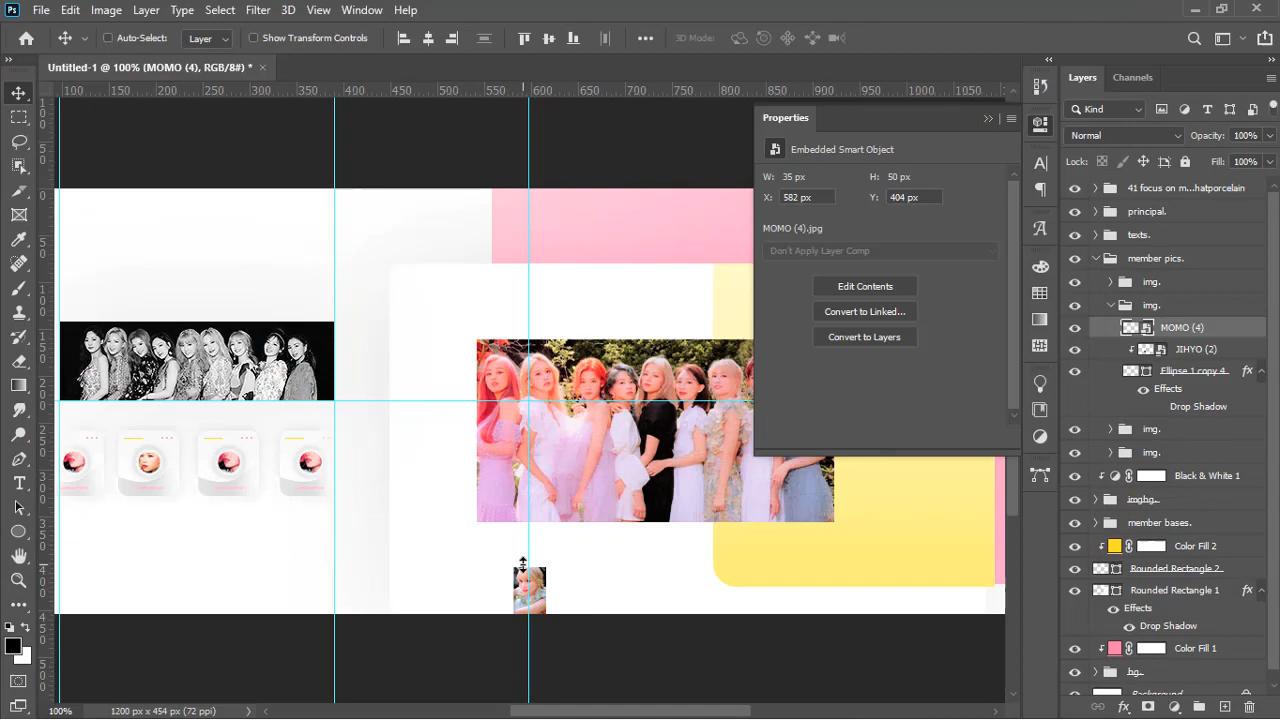 Ps File Edit Image Layer Type Select Filter 3D View Window Help
Auto-Select: Layer Show Transform Controls ••• 3D Mode:
Untitled-1 @ 100% (MOMO (4), RGB/8#) * ×
100 150 200 250 300 350 400 450 500 550 600 650 700 750 800 850 900 950 1000 1050
Properties
Embedded Smart Object
W: 35 px H: 50 px
X: 582 px Y: 404 px
MOMO (4).jpg
Don't Apply Layer Comp
Edit Contents
Convert to Linked...
Convert to Layers
Layers Channels
Kind
Normal Opacity: 100%
Lock: Fill: 100%
41 focus on m...hatporcelain
principal.
texts.
member pics.
img.
img.
MOMO (4)
JIHYO (2)
Ellipse 1 copy 4 fx
Effects
Drop Shadow
img.
img.
Black & White 1
imgbg.
member bases.
Color Fill 2
Rounded Rectangle 2
Rounded Rectangle 1 fx
Effects
Drop Shadow
Color Fill 1
bg.
Background
100% 1200 px x 454 px (72 ppi)